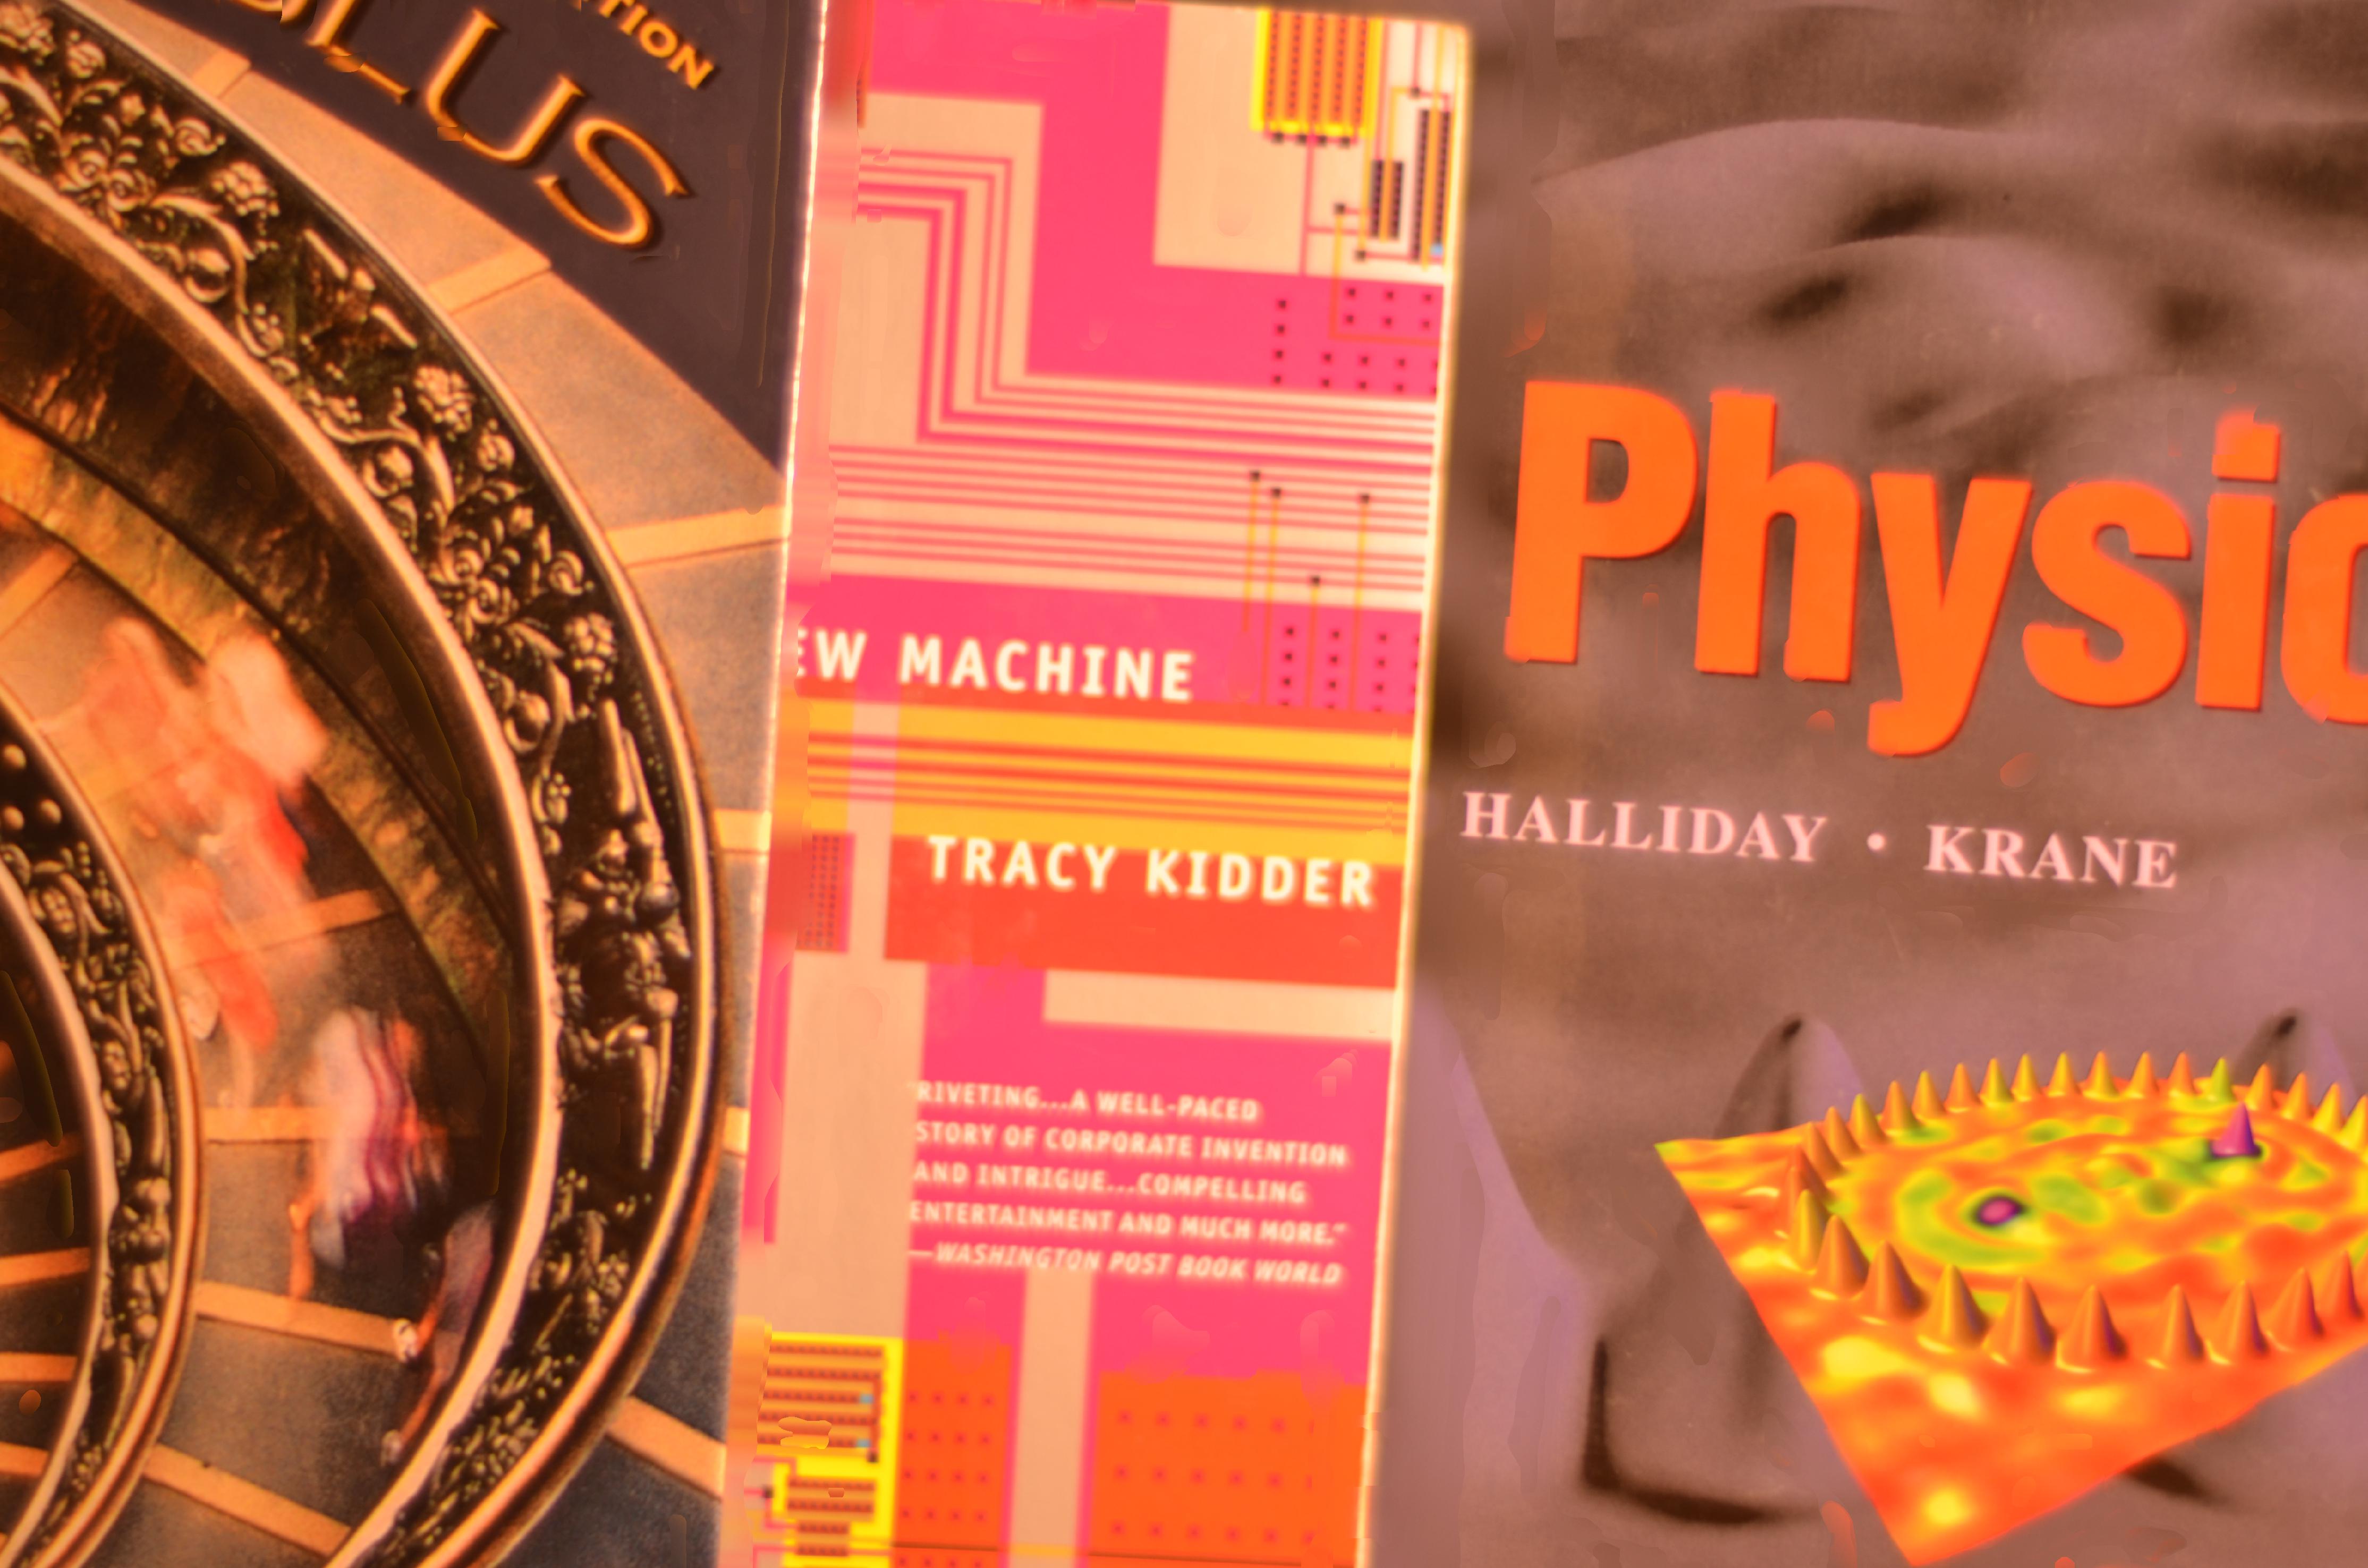 TION
LUS
EW MACHINE
TRACY KIDDER
"RIVETING...A WELL-PACED
STORY OF CORPORATE INVENTION
AND INTRIGUE...COMPELLING
ENTERTAINMENT AND MUCH MORE."
—WASHINGTON POST BOOK WORLD
Physic
HALLIDAY • KRANE